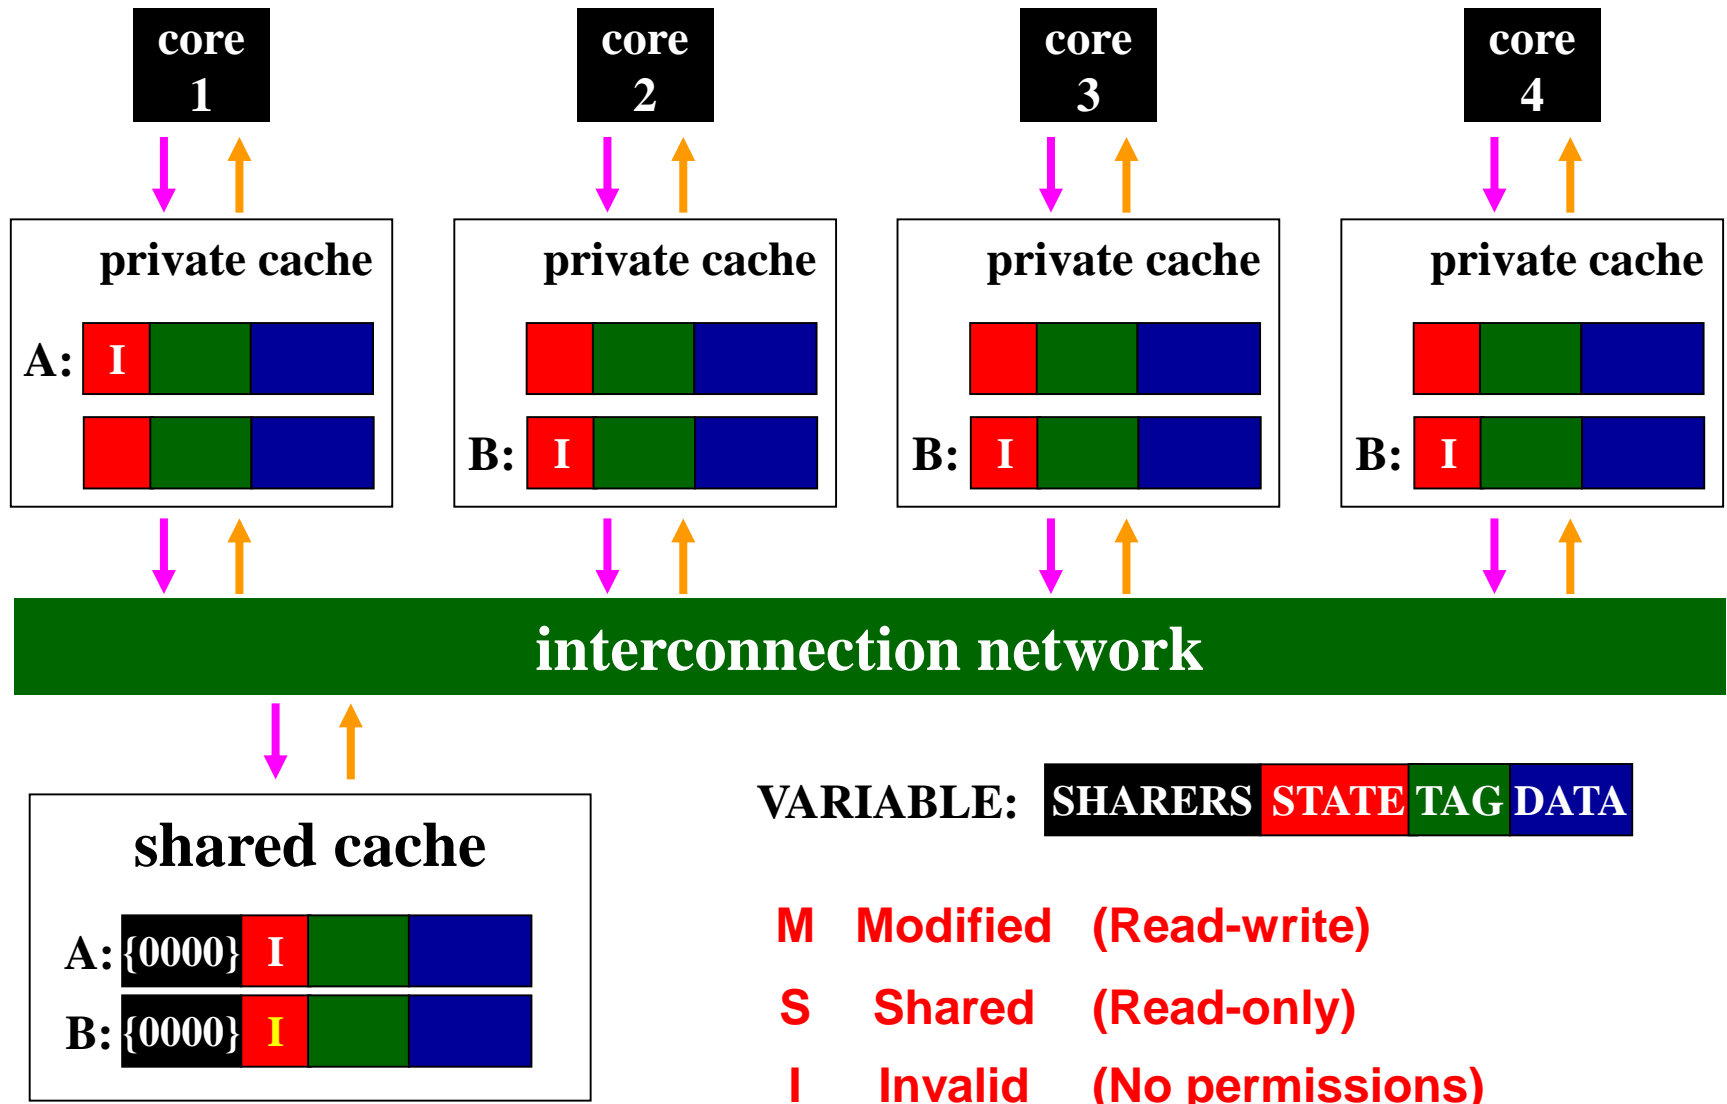 core
1
core
2
core
3
core
4
private cache
private cache
private cache
private cache
A: I
B: I
B: I
B: I
interconnection network
VARIABLE: SHARERS STATE TAG DATA
shared cache
A: {0000} I
B: {0000} I
M Modified (Read-write)
S Shared (Read-only)
I Invalid (No permissions)